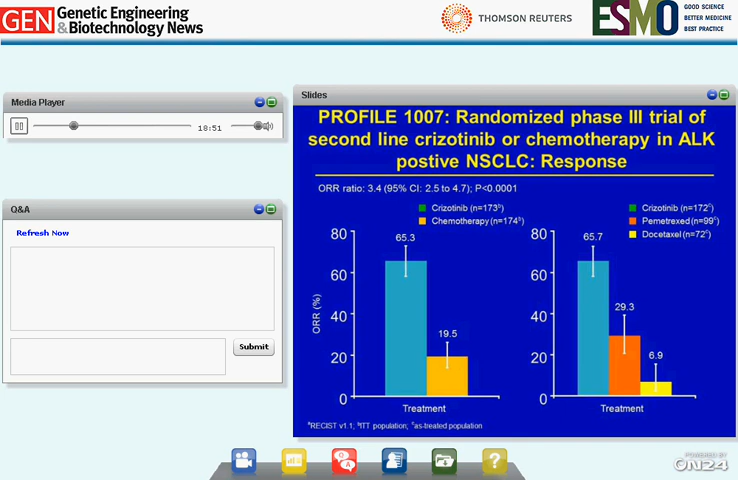 GEN Genetic Engineering
&Biotechnology News
THOMSON REUTERS
ESMO
GOOD SCIENCE
BETTER MEDICINE
BEST PRACTICE
Media Player
18:51
Q&A
Refresh Now
Submit
Slides
PROFILE 1007: Randomized phase III trial of
second line crizotinib or chemotherapy in ALK
postive NSCLC: Response
ORR ratio: 3.4 (95% CI: 2.5 to 4.7); P<0.0001
Crizotinib (n=173ᵇ)
Chemotherapy (n=174ᵇ)
ORR (%)
80
60
40
20
0
65.3
19.5
Treatment
Crizotinib (n=172ᶜ)
Pemetrexed (n=99ᶜ)
Docetaxel (n=72ᶜ)
80
60
40
20
0
65.7
29.3
6.9
Treatment
ᵃRECIST v1.1; ᵇITT population; ᶜas-treated population
Q
A
?
POWERED BY
ON24